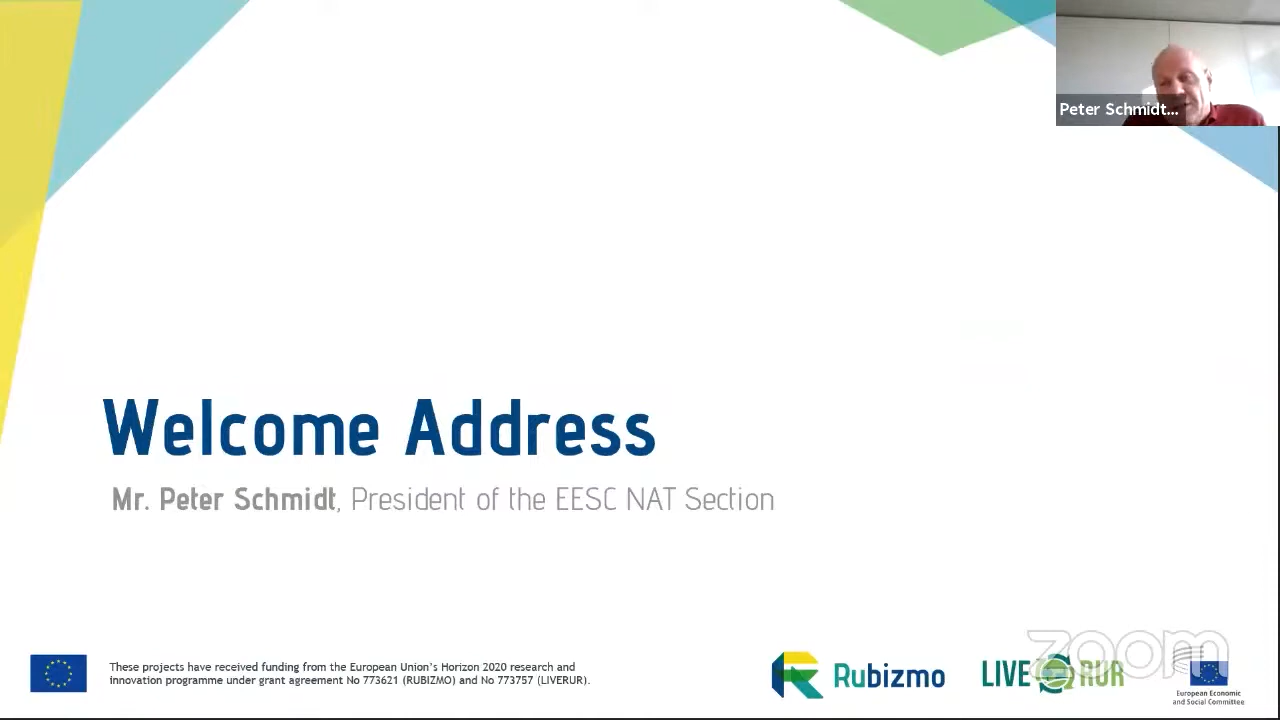 Peter Schmidt...
Welcome Address
Mr. Peter Schmidt, President of the EESC NAT Section
These projects have received funding from the European Union's Horizon 2020 research and
innovation programme under grant agreement No 773621 (RUBIZMO) and No 773757 (LIVERUR).
Rubizmo
LIVE RUR
zoom
European Economic
and Social Committee